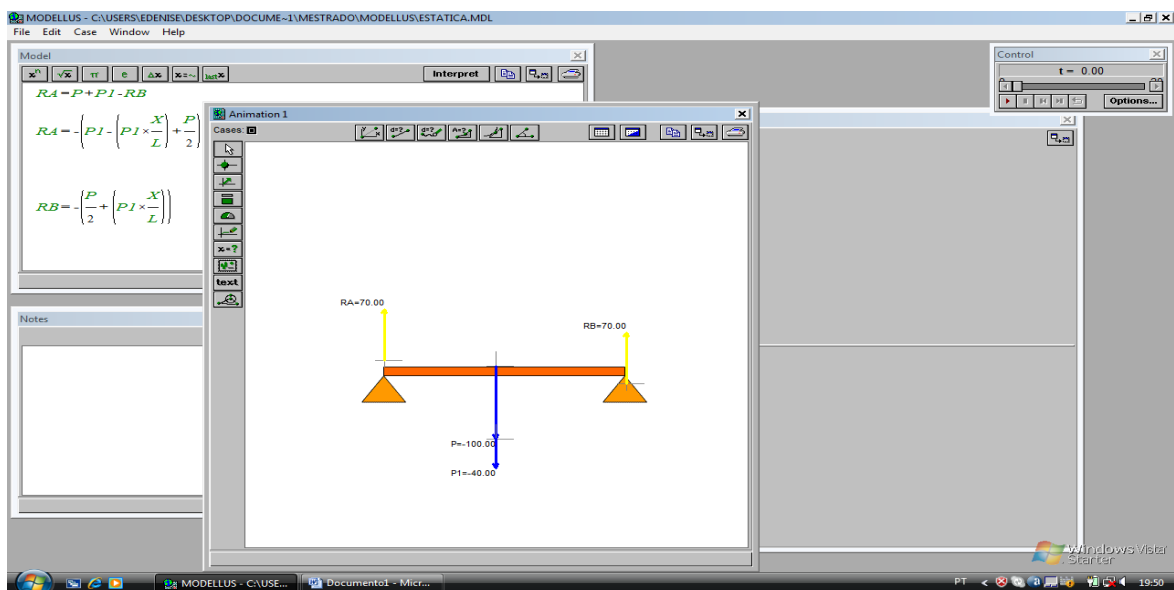 MODELLUS - C:\USERS\EDENISE\DESKTOP\DOCUME~1\MESTRADO\MODELLUS\ESTATICA.MDL
File Edit Case Window Help
Model
xⁿ √x π e Δx x=~ last x Interpret
RA=P+P1-RB
RA=-(P1-(P1×X/L)+P/2)
RB=-(P/2+(P1×X/L))
Notes
Animation 1
Cases:
x=?
text
RA=70.00
RB=70.00
P=-100.00
P1=-40.00
Control
t = 0.00
Options...
Windows Vista
Starter
MODELLUS - C:\USE... Documento1 - Micr... PT 19:50